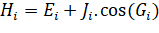 Hᵢ = Eᵢ + Jᵢ.cos(Gᵢ)